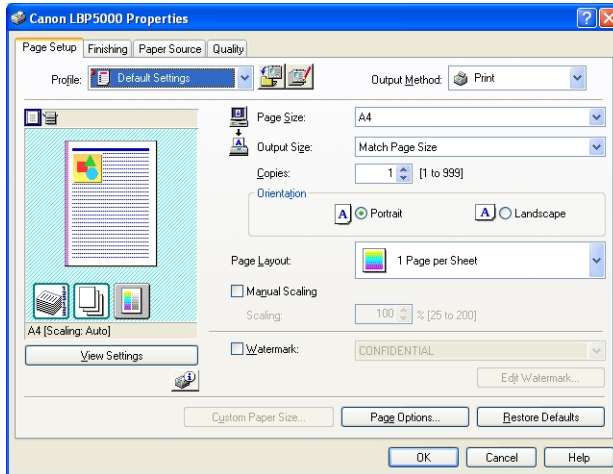 Canon LBP5000 Properties
Page Setup Finishing Paper Source Quality
Profile: Default Settings Output Method: Print
Page Size: A4
Output Size: Match Page Size
Copies: 1 [1 to 999]
Orientation
A Portrait A Landscape
Page Layout: 1 Page per Sheet
Manual Scaling
Scaling: 100 % [25 to 200]
A4 [Scaling: Auto]
View Settings
Watermark: CONFIDENTIAL
Edit Watermark...
Custom Paper Size... Page Options... Restore Defaults
OK Cancel Help